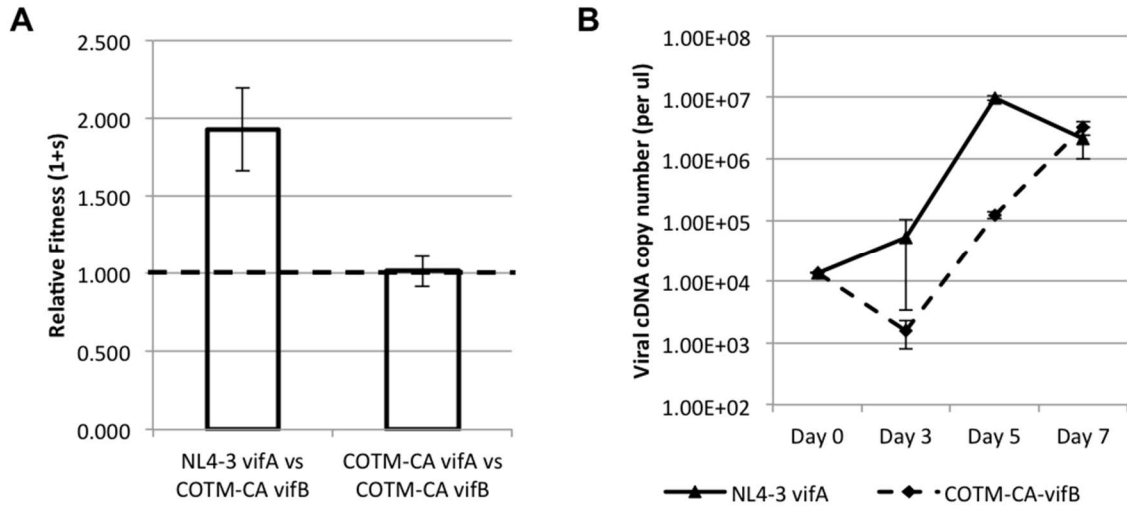 A
2.500
2.000
1.500
1.000
0.500
0.000
Relative Fitness (1+s)
NL4-3 vifA vs
COTM-CA vifB
COTM-CA vifA vs
COTM-CA vifB
B
1.00E+08
1.00E+07
1.00E+06
1.00E+05
1.00E+04
1.00E+03
1.00E+02
Viral cDNA copy number (per ul)
Day 0 Day 3 Day 5 Day 7
NL4-3 vifA COTM-CA-vifB